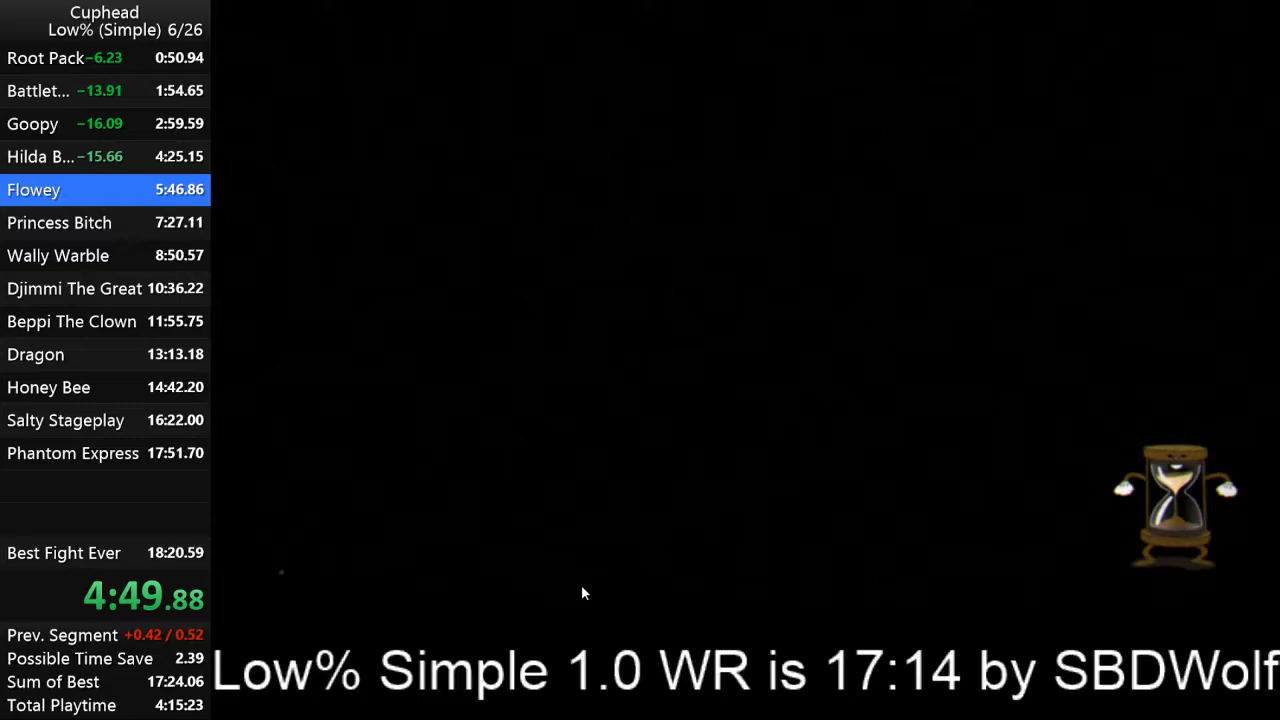 Cuphead
Low% (Simple) 6/26
Root Pack −6.23 0:50.94
Battlet... −13.91 1:54.65
Goopy −16.09 2:59.59
Hilda B... −15.66 4:25.15
Flowey 5:46.86
Princess Bitch 7:27.11
Wally Warble 8:50.57
Djimmi The Great 10:36.22
Beppi The Clown 11:55.75
Dragon 13:13.18
Honey Bee 14:42.20
Salty Stageplay 16:22.00
Phantom Express 17:51.70
Best Fight Ever 18:20.59
4:49.88
Prev. Segment +0.42 / 0.52
Possible Time Save 2.39
Sum of Best 17:24.06
Total Playtime 4:15:23
Low% Simple 1.0 WR is 17:14 by SBDWolf